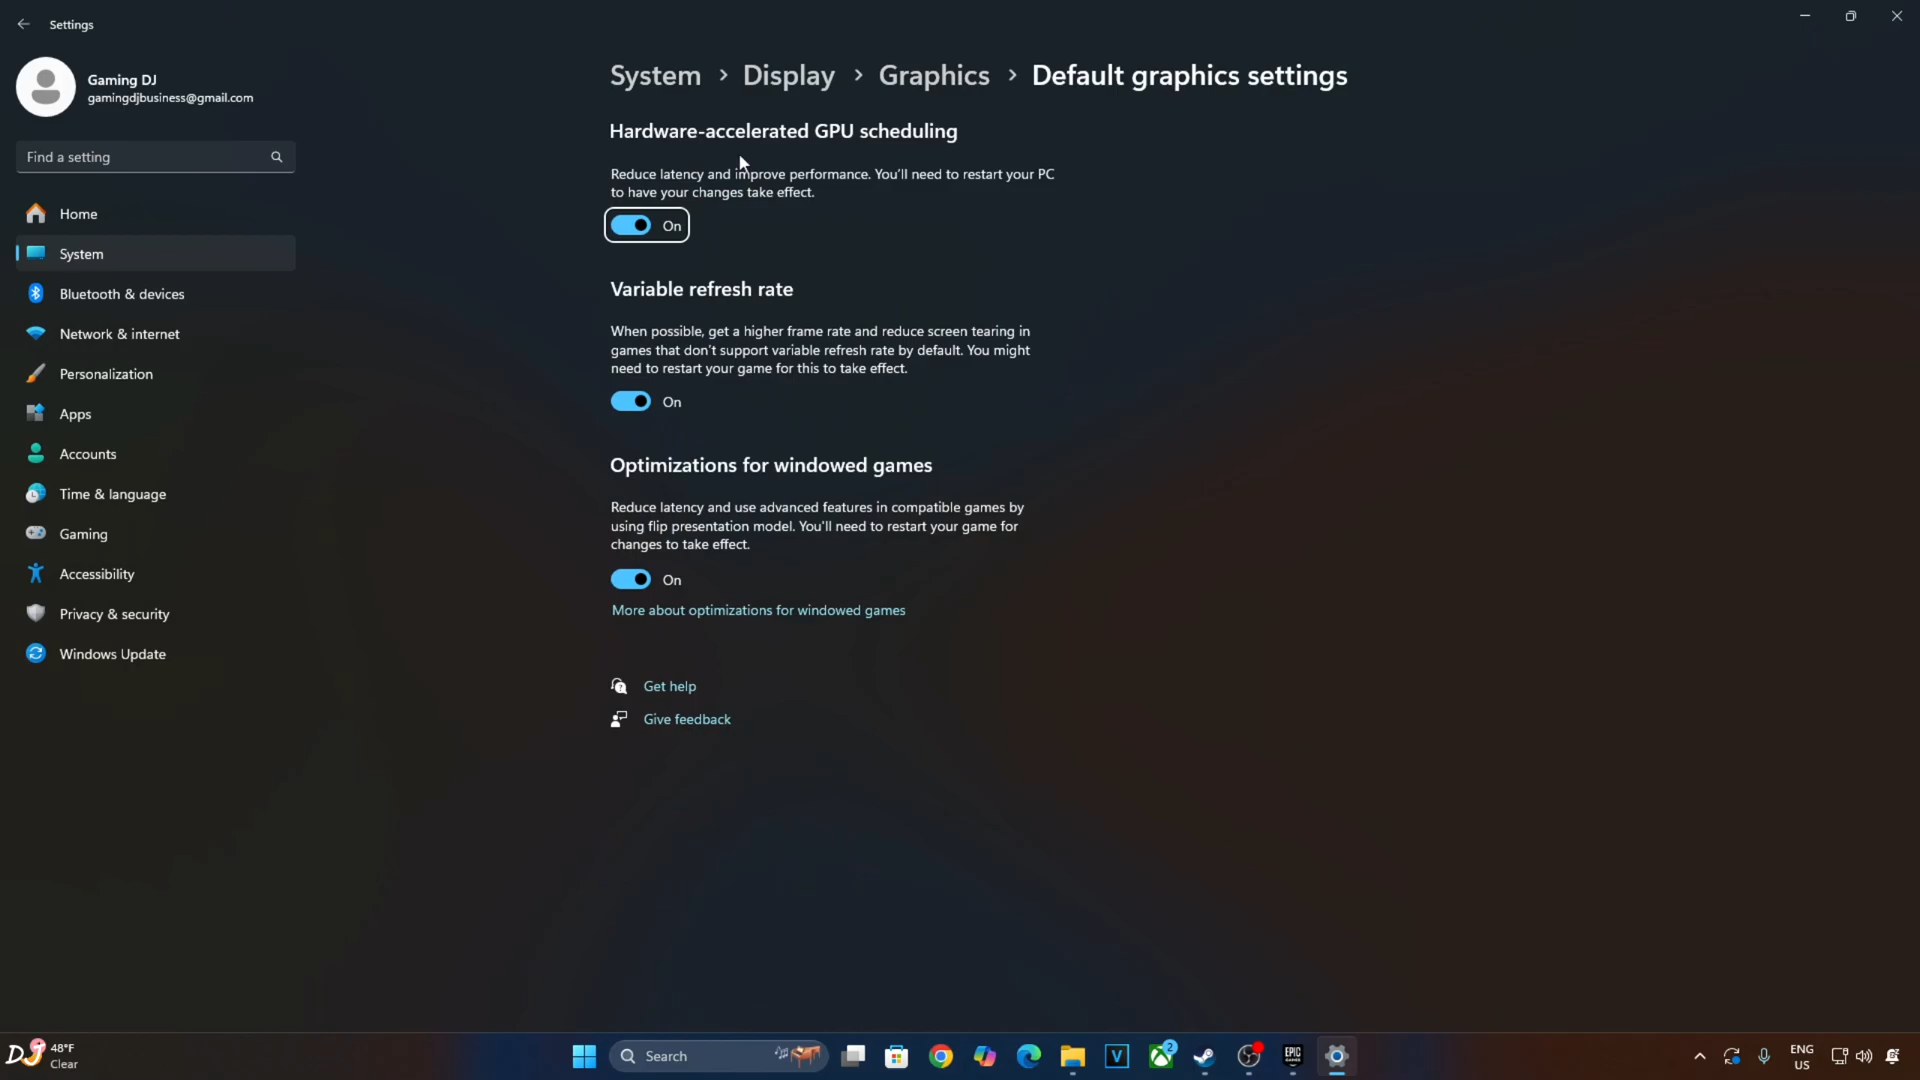 Settings
Gaming DJ
gamingdjbusiness@gmail.com
Find a setting
Home
System
Bluetooth & devices
Network & internet
Personalization
Apps
Accounts
Time & language
Gaming
Accessibility
Privacy & security
Windows Update
System > Display > Graphics > Default graphics settings
Hardware-accelerated GPU scheduling
Reduce latency and improve performance. You'll need to restart your PC
to have your changes take effect.
On
Variable refresh rate
When possible, get a higher frame rate and reduce screen tearing in
games that don't support variable refresh rate by default. You might
need to restart your game for this to take effect.
On
Optimizations for windowed games
Reduce latency and use advanced features in compatible games by
using flip presentation model. You'll need to restart your game for
changes to take effect.
On
More about optimizations for windowed games
Get help
Give feedback
DJ
48°F
Clear
Search
V
2
EPIC
GAMES
ENG
US